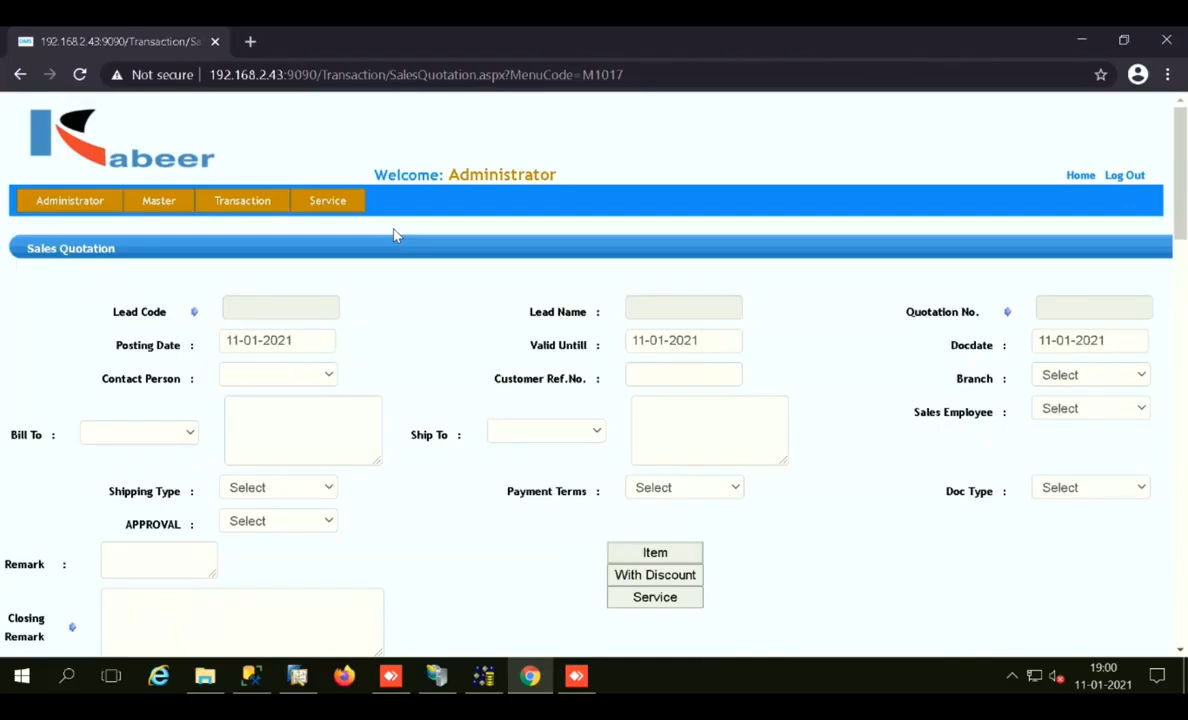 192.168.2.43:9090/Transaction/Sa
Not secure
192.168.2.43:9090/Transaction/SalesQuotation.aspx?MenuCode=M1017
Kabeer
Welcome: Administrator
Home Log Out
Administrator Master Transaction Service
Sales Quotation
Lead Code Lead Name : Quotation No.
Posting Date : 11-01-2021 Valid Untill : 11-01-2021 Docdate : 11-01-2021
Contact Person : Customer Ref.No. : Branch : Select
Sales Employee : Select
Bill To : Ship To :
Shipping Type : Select Payment Terms : Select Doc Type : Select
APPROVAL : Select
Remark :
Item
With Discount
Service
Closing
Remark
19:00
11-01-2021